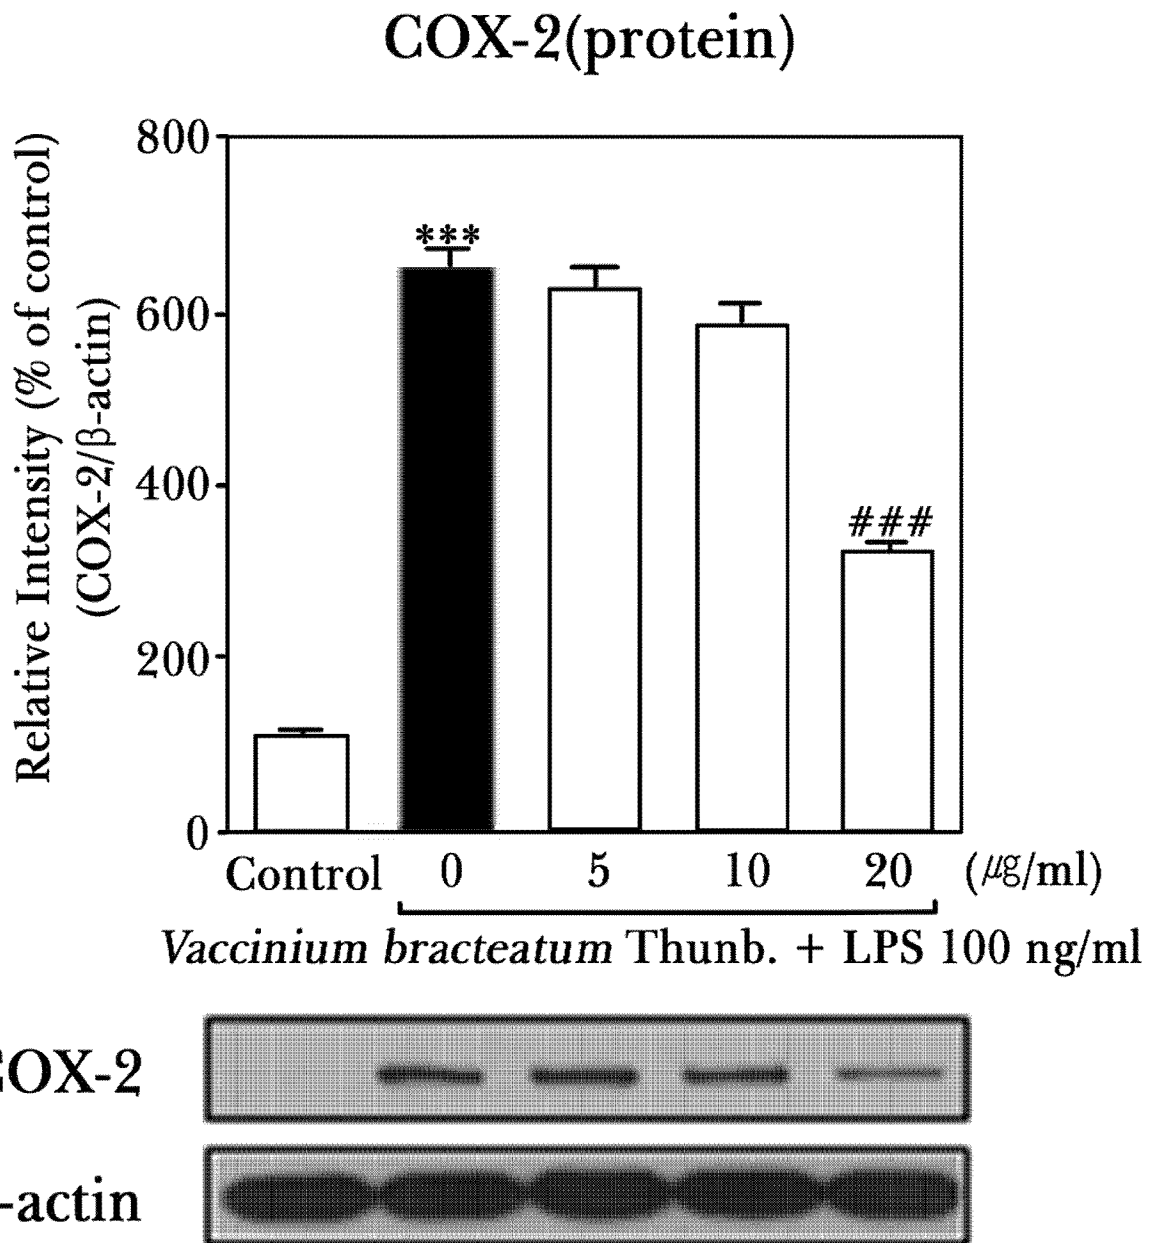 COX-2(protein)
Relative Intensity (% of control)
(COX-2/β-actin)
800
600
400
200
0
***
###
Control 0 5 10 20 (㎍/ml)
Vaccinium bracteatum Thunb. + LPS 100 ng/ml
COX-2
-actin